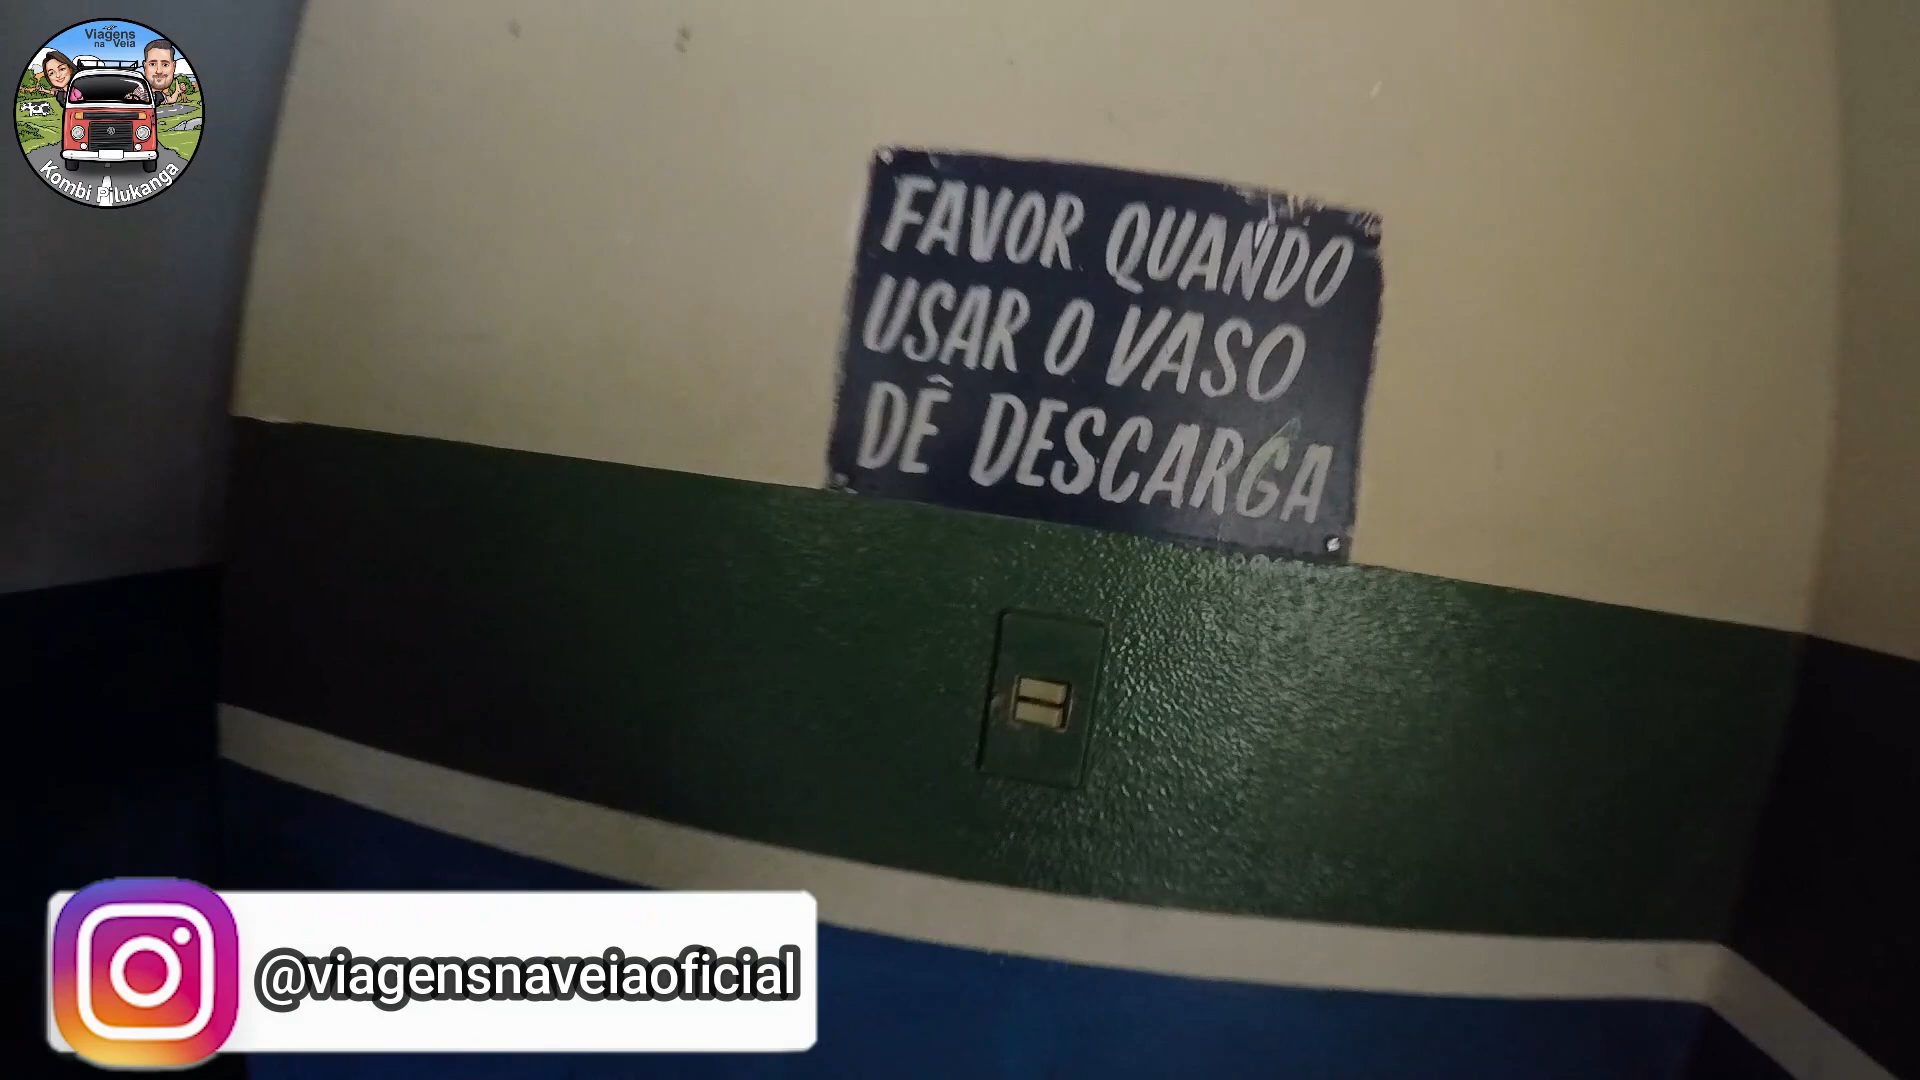 Viagens
na Veia
Kombi Pilukanga
FAVOR QUANDO
USAR O VASO
DÊ DESCARGA
@viagensnaveiaoficial